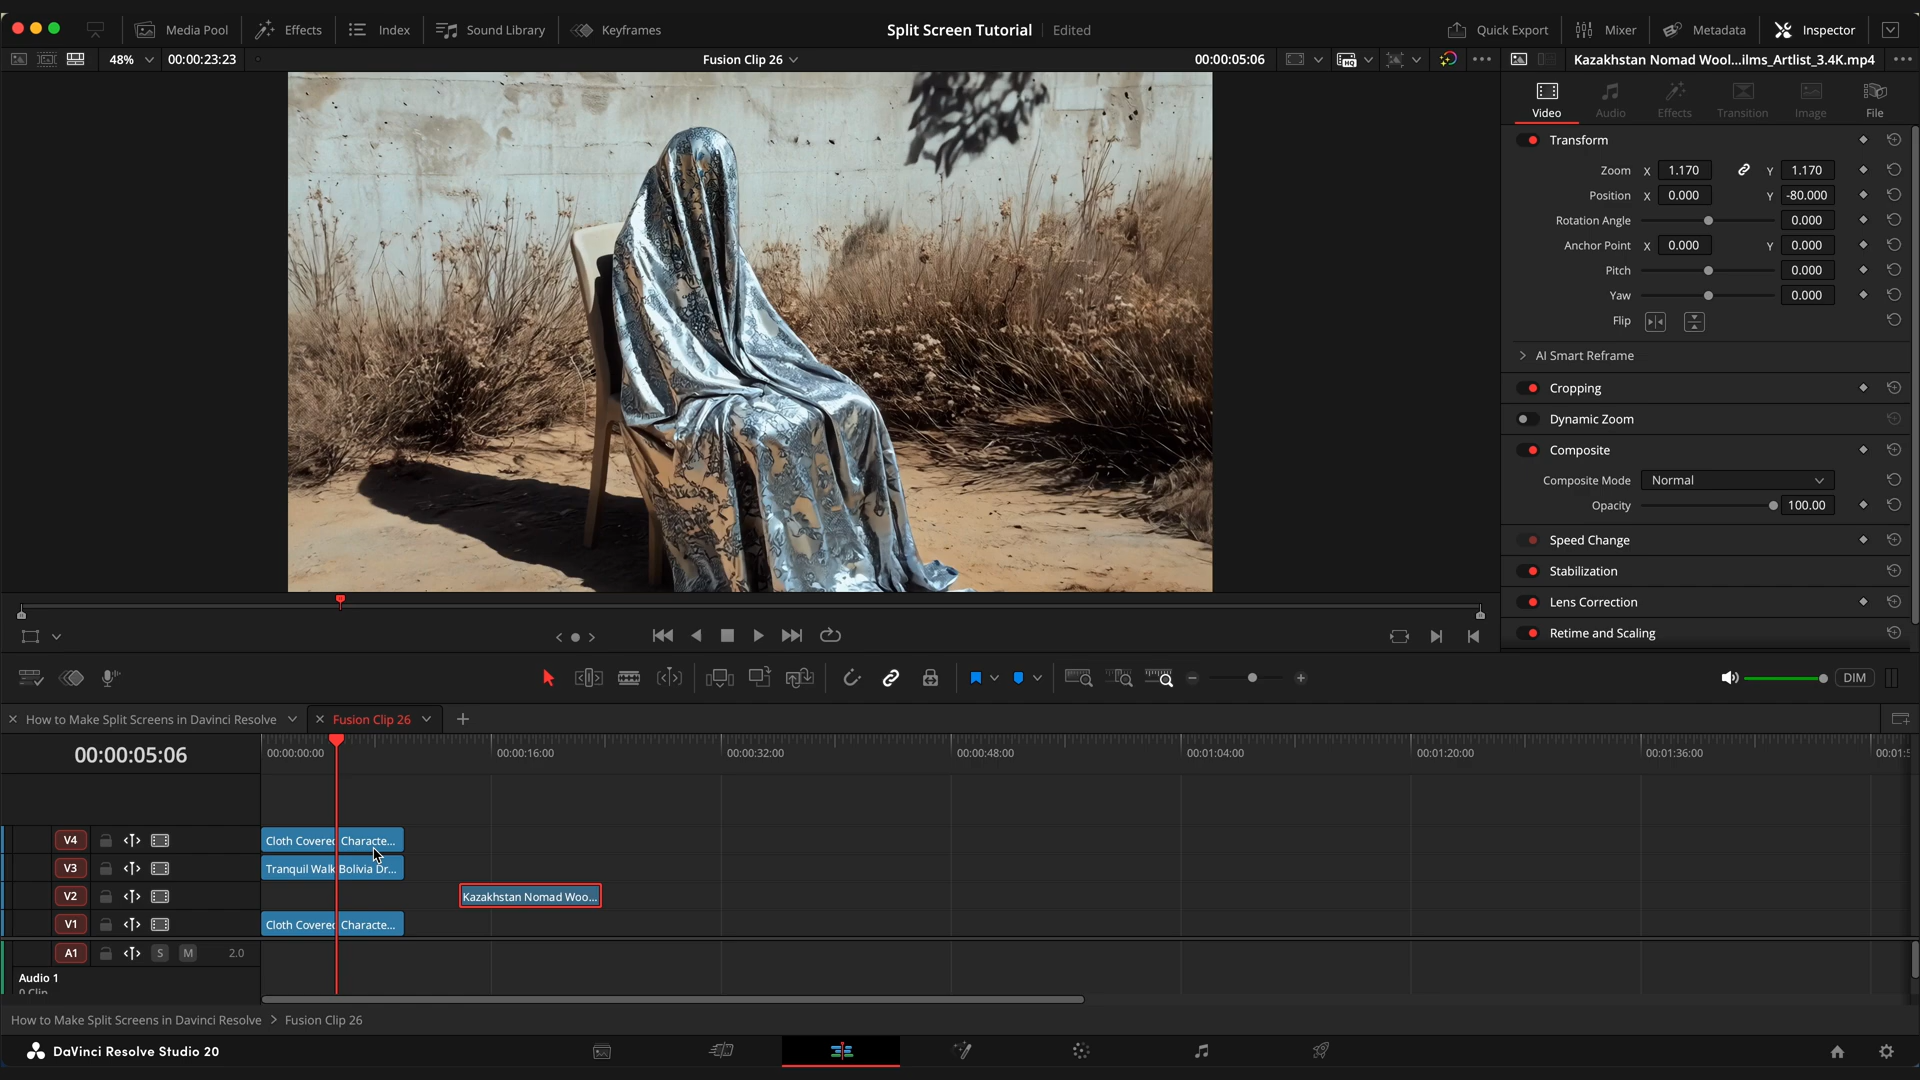 Media Pool Effects Index Sound Library Keyframes Split Screen Tutorial Edited Quick Export Mixer Metadata Inspector
48% 00:00:23:23 Fusion Clip 26 00:00:05:06 Kazakhstan Nomad Wool...ilms_Artlist_3.4K.mp4
Video Audio Effects Transition Image File
Transform
Zoom X 1.170 Y 1.170
Position X 0.000 Y -80.000
Rotation Angle 0.000
Anchor Point X 0.000 Y 0.000
Pitch 0.000
Yaw 0.000
Flip
AI Smart Reframe
Cropping
Dynamic Zoom
Composite
Composite Mode Normal
Opacity 100.00
Speed Change
Stabilization
Lens Correction
Retime and Scaling
DIM
How to Make Split Screens in Davinci Resolve Fusion Clip 26
00:00:05:06 00:00:00:00 00:00:16:00 00:00:32:00 00:00:48:00 00:01:04:00 00:01:20:00 00:01:36:00
V4 Cloth Covered Characte...
V3 Tranquil Walk Bolivia Dr...
V2 Kazakhstan Nomad Woo...
V1 Cloth Covered Characte...
A1 S M 2.0
Audio 1
0 Clip
How to Make Split Screens in Davinci Resolve > Fusion Clip 26
DaVinci Resolve Studio 20